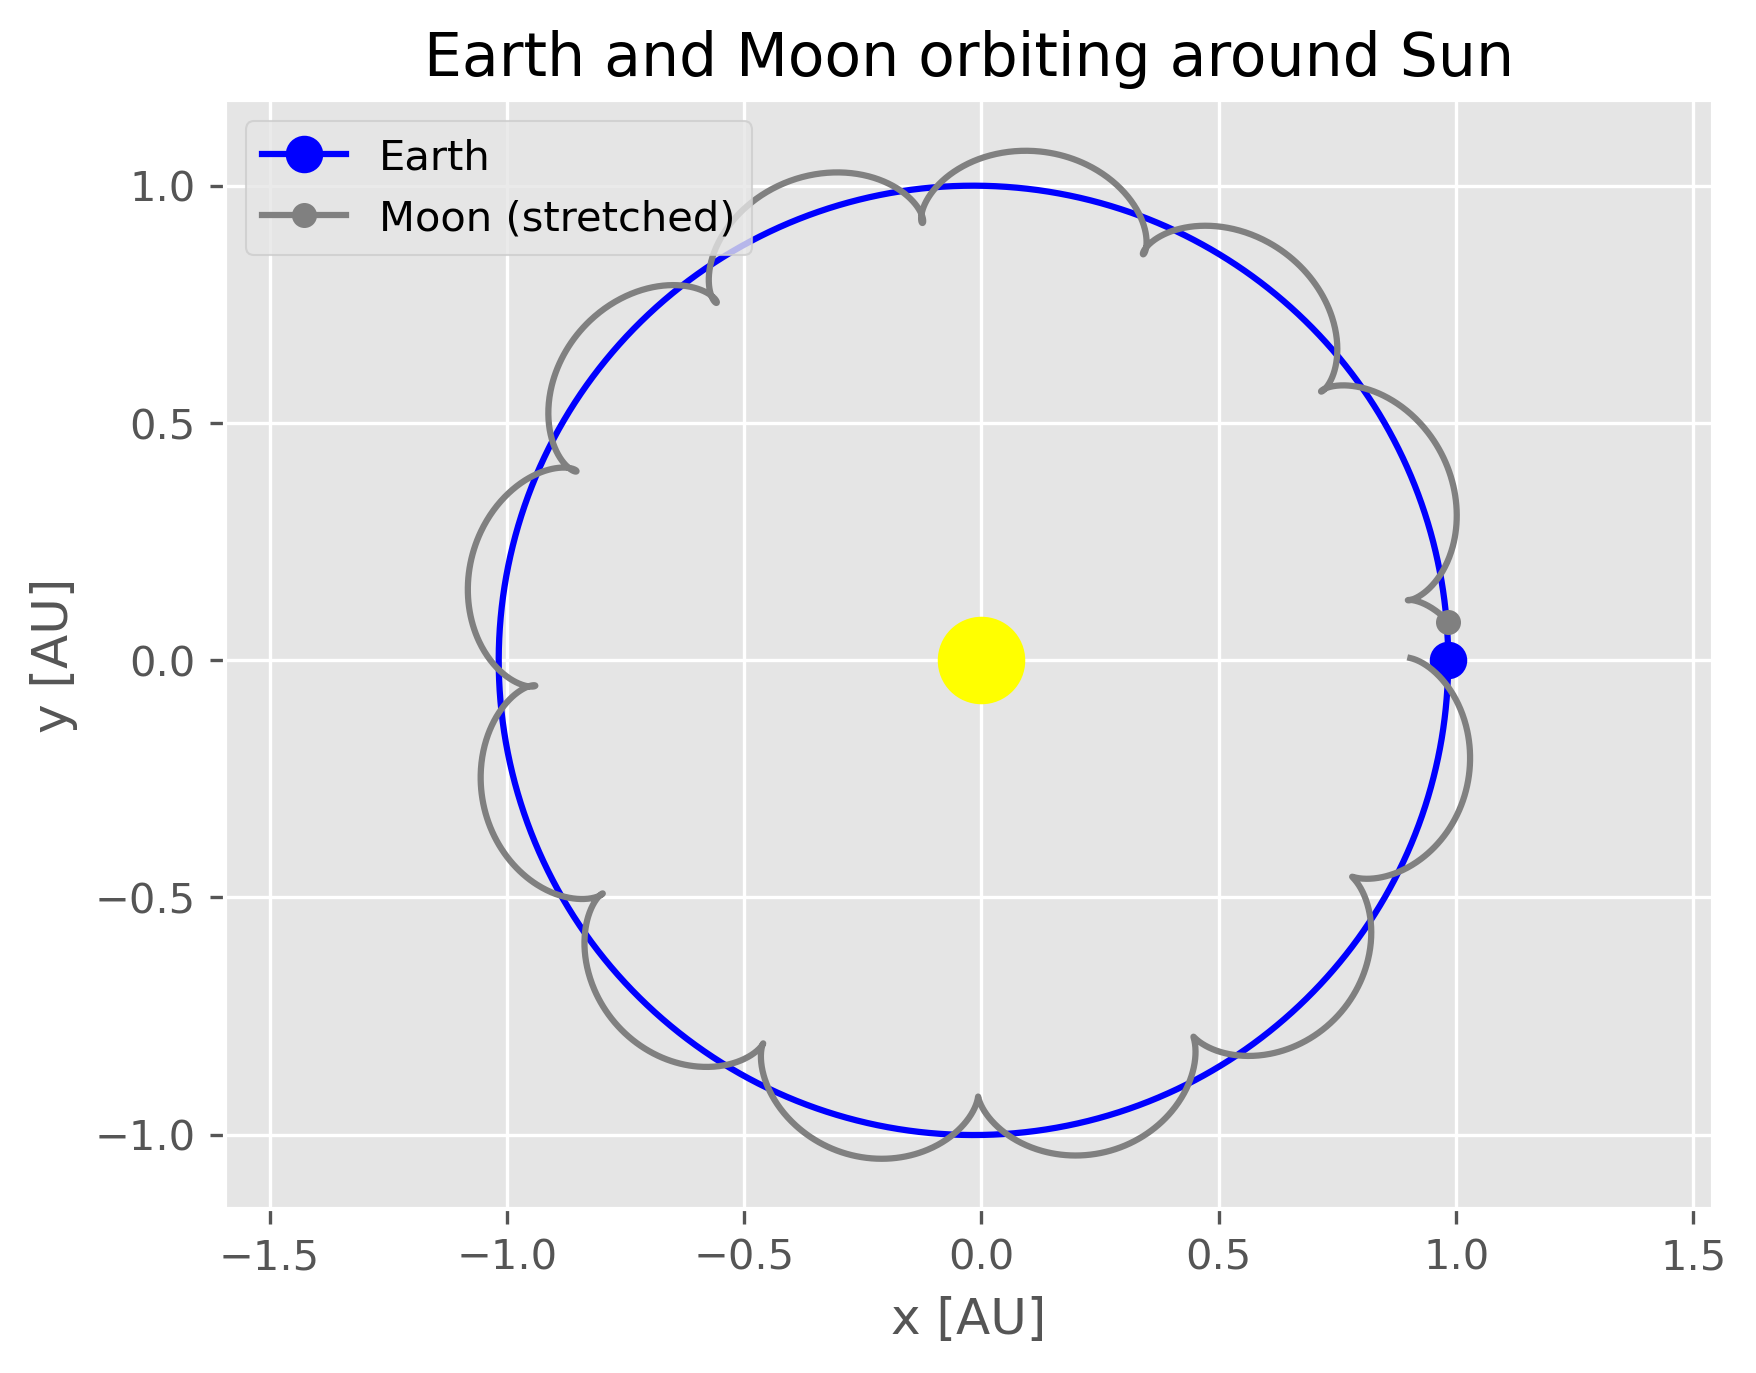 Earth and Moon orbiting around Sun
Earth
Moon (stretched)
1.0
0.5
0.0
−0.5
−1.0
y [AU]
−1.5
−1.0
−0.5
0.0
0.5
1.0
1.5
x [AU]